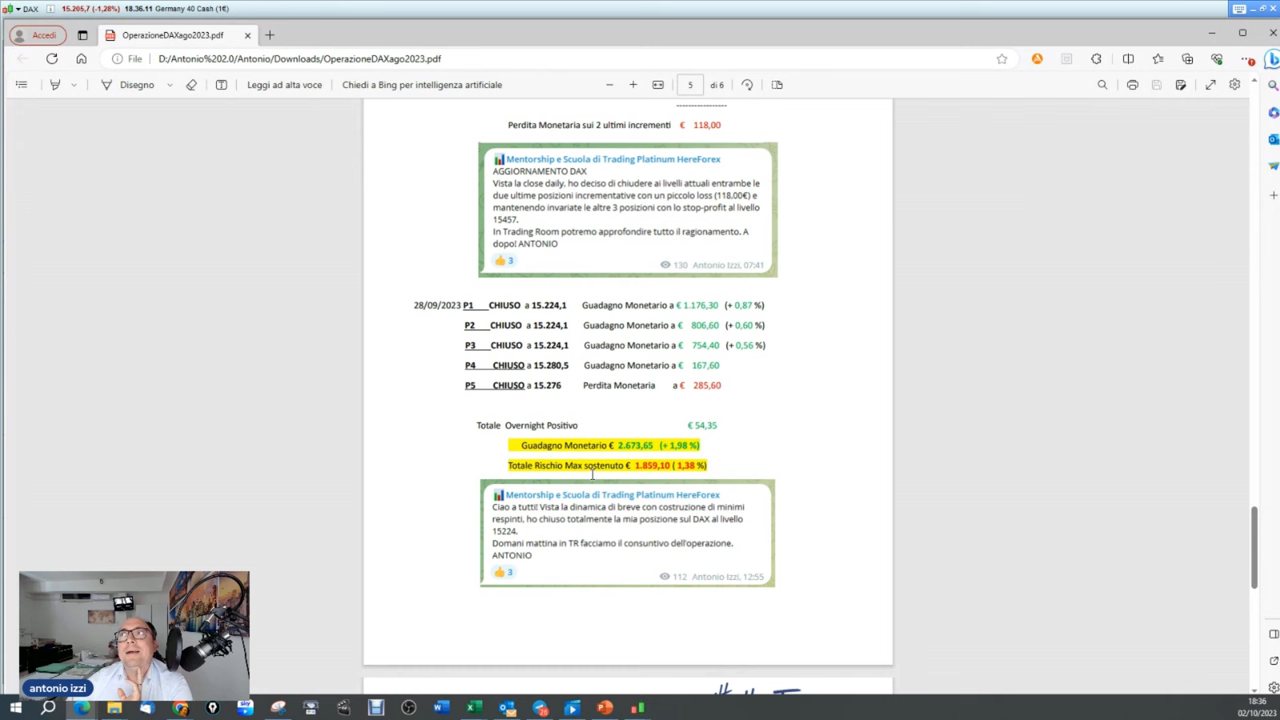 DAX 15.205,7 (-1,28%) 18.36.11 Germany 40 Cash (1€)
Accedi
OperazioneDAXago2023.pdf
File D:/Antonio%202.0/Antonio/Downloads/OperazioneDAXago2023.pdf
Disegno Leggi ad alta voce Chiedi a Bing per intelligenza artificiale 5 di 6
----------------
Perdita Monetaria sui 2 ultimi incrementi € 118,00
Mentorship e Scuola di Trading Platinum HereForex
AGGIORNAMENTO DAX
Vista la close daily, ho deciso di chiudere ai livelli attuali entrambe le
due ultime posizioni incrementative con un piccolo loss (118.00€) e
mantenendo invariate le altre 3 posizioni con lo stop-profit al livello
15457.
In Trading Room potremo approfondire tutto il ragionamento. A
dopo! ANTONIO
3 130 Antonio Izzi, 07:41
28/09/2023 P1 CHIUSO a 15.224,1 Guadagno Monetario a € 1.176,30 (+ 0,87 %)
P2 CHIUSO a 15.224,1 Guadagno Monetario a € 806,60 (+ 0,60 %)
P3 CHIUSO a 15.224,1 Guadagno Monetario a € 754,40 (+ 0,56 %)
P4 CHIUSO a 15.280,5 Guadagno Monetario a € 167,60
P5 CHIUSO a 15.276 Perdita Monetaria a € 285,60
Totale Overnight Positivo € 54,35
Guadagno Monetario € 2.673,65 (+ 1,98 %)
Totale Rischio Max sostenuto € 1.859,10 ( 1,38 %)
Mentorship e Scuola di Trading Platinum HereForex
Ciao a tutti! Vista la dinamica di breve con costruzione di minimi
respinti, ho chiuso totalmente la mia posizione sul DAX al livello
15224.
Domani mattina in TR facciamo il consuntivo dell'operazione.
ANTONIO
3 112 Antonio Izzi, 12:55
antonio izzi
18:36
02/10/2023